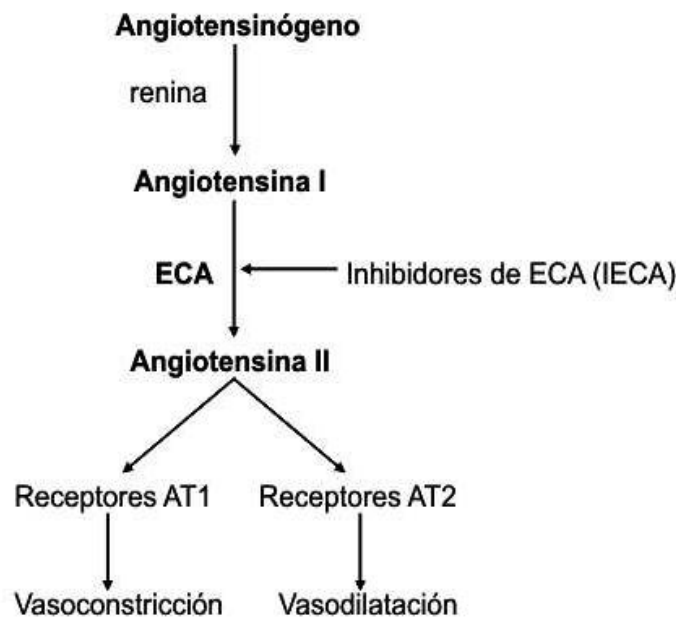 Angiotensinógeno
renina
Angiotensina I
ECA
Inhibidores de ECA (IECA)
Angiotensina II
Receptores AT1
Receptores AT2
Vasoconstricción
Vasodilatación